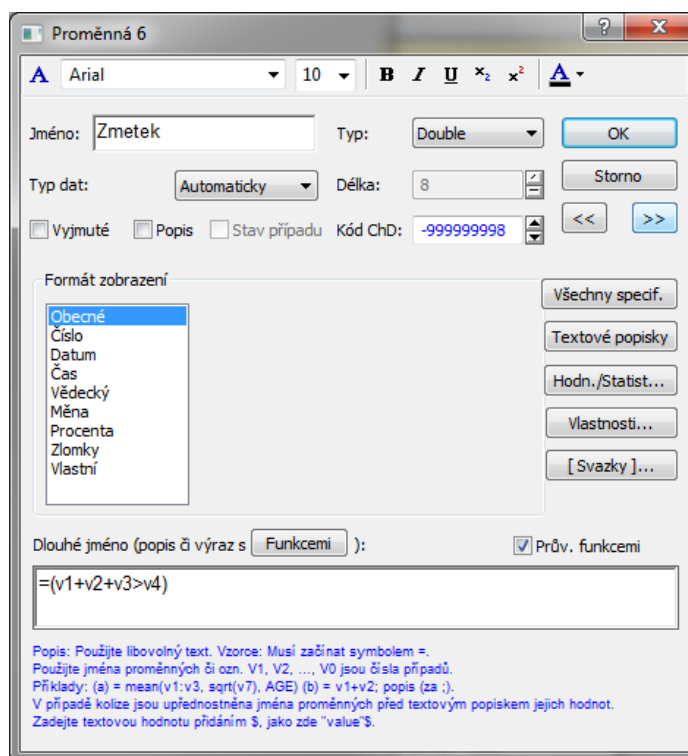 Proměnná 6
? x
A Arial 10 B I U x₂ x² A
Jméno: Zmetek Typ: Double OK
Typ dat: Automaticky Délka: 8 Storno
Vyjmuté Popis Stav případu Kód ChD: -999999998 << >>
Formát zobrazení
Obecné
Číslo
Datum
Čas
Vědecký
Měna
Procenta
Zlomky
Vlastní
Všechny specif.
Textové popisky
Hodn./Statist...
Vlastnosti...
[ Svazky ]...
Dlouhé jméno (popis či výraz s Funkcemi ): Prův. funkcemi
=(v1+v2+v3>v4)
Popis: Použijte libovolný text. Vzorce: Musí začínat symbolem =.
Použijte jména proměnných či ozn. V1, V2, ..., V0 jsou čísla případů.
Příklady: (a) = mean(v1:v3, sqrt(v7), AGE) (b) = v1+v2; popis (za ;).
V případě kolize jsou upřednostněna jména proměnných před textovým popiskem jejich hodnot.
Zadejte textovou hodnotu přidáním $, jako zde "value"$.